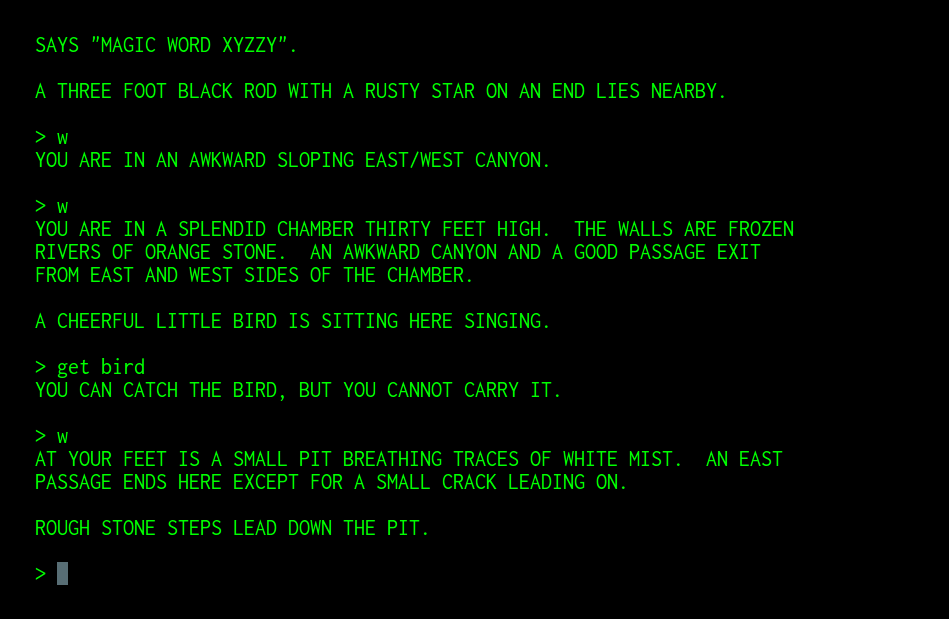 SAYS "MAGIC WORD XYZZY".
A THREE FOOT BLACK ROD WITH A RUSTY STAR ON AN END LIES NEARBY.
> w
YOU ARE IN AN AWKWARD SLOPING EAST/WEST CANYON.
> w
YOU ARE IN A SPLENDID CHAMBER THIRTY FEET HIGH.  THE WALLS ARE FROZEN
RIVERS OF ORANGE STONE.  AN AWKWARD CANYON AND A GOOD PASSAGE EXIT
FROM EAST AND WEST SIDES OF THE CHAMBER.
A CHEERFUL LITTLE BIRD IS SITTING HERE SINGING.
> get bird
YOU CAN CATCH THE BIRD, BUT YOU CANNOT CARRY IT.
> w
AT YOUR FEET IS A SMALL PIT BREATHING TRACES OF WHITE MIST.  AN EAST
PASSAGE ENDS HERE EXCEPT FOR A SMALL CRACK LEADING ON.
ROUGH STONE STEPS LEAD DOWN THE PIT.
>